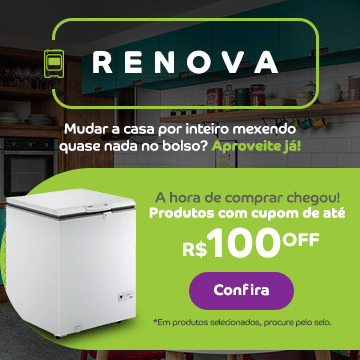 RENOVA
Mudar a casa por inteiro mexendo
quase nada no bolso? Aproveite já!
A hora de comprar chegou!
Produtos com cupom de até
R$100OFF
Confira
*Em produtos selecionados, procure pelo selo.